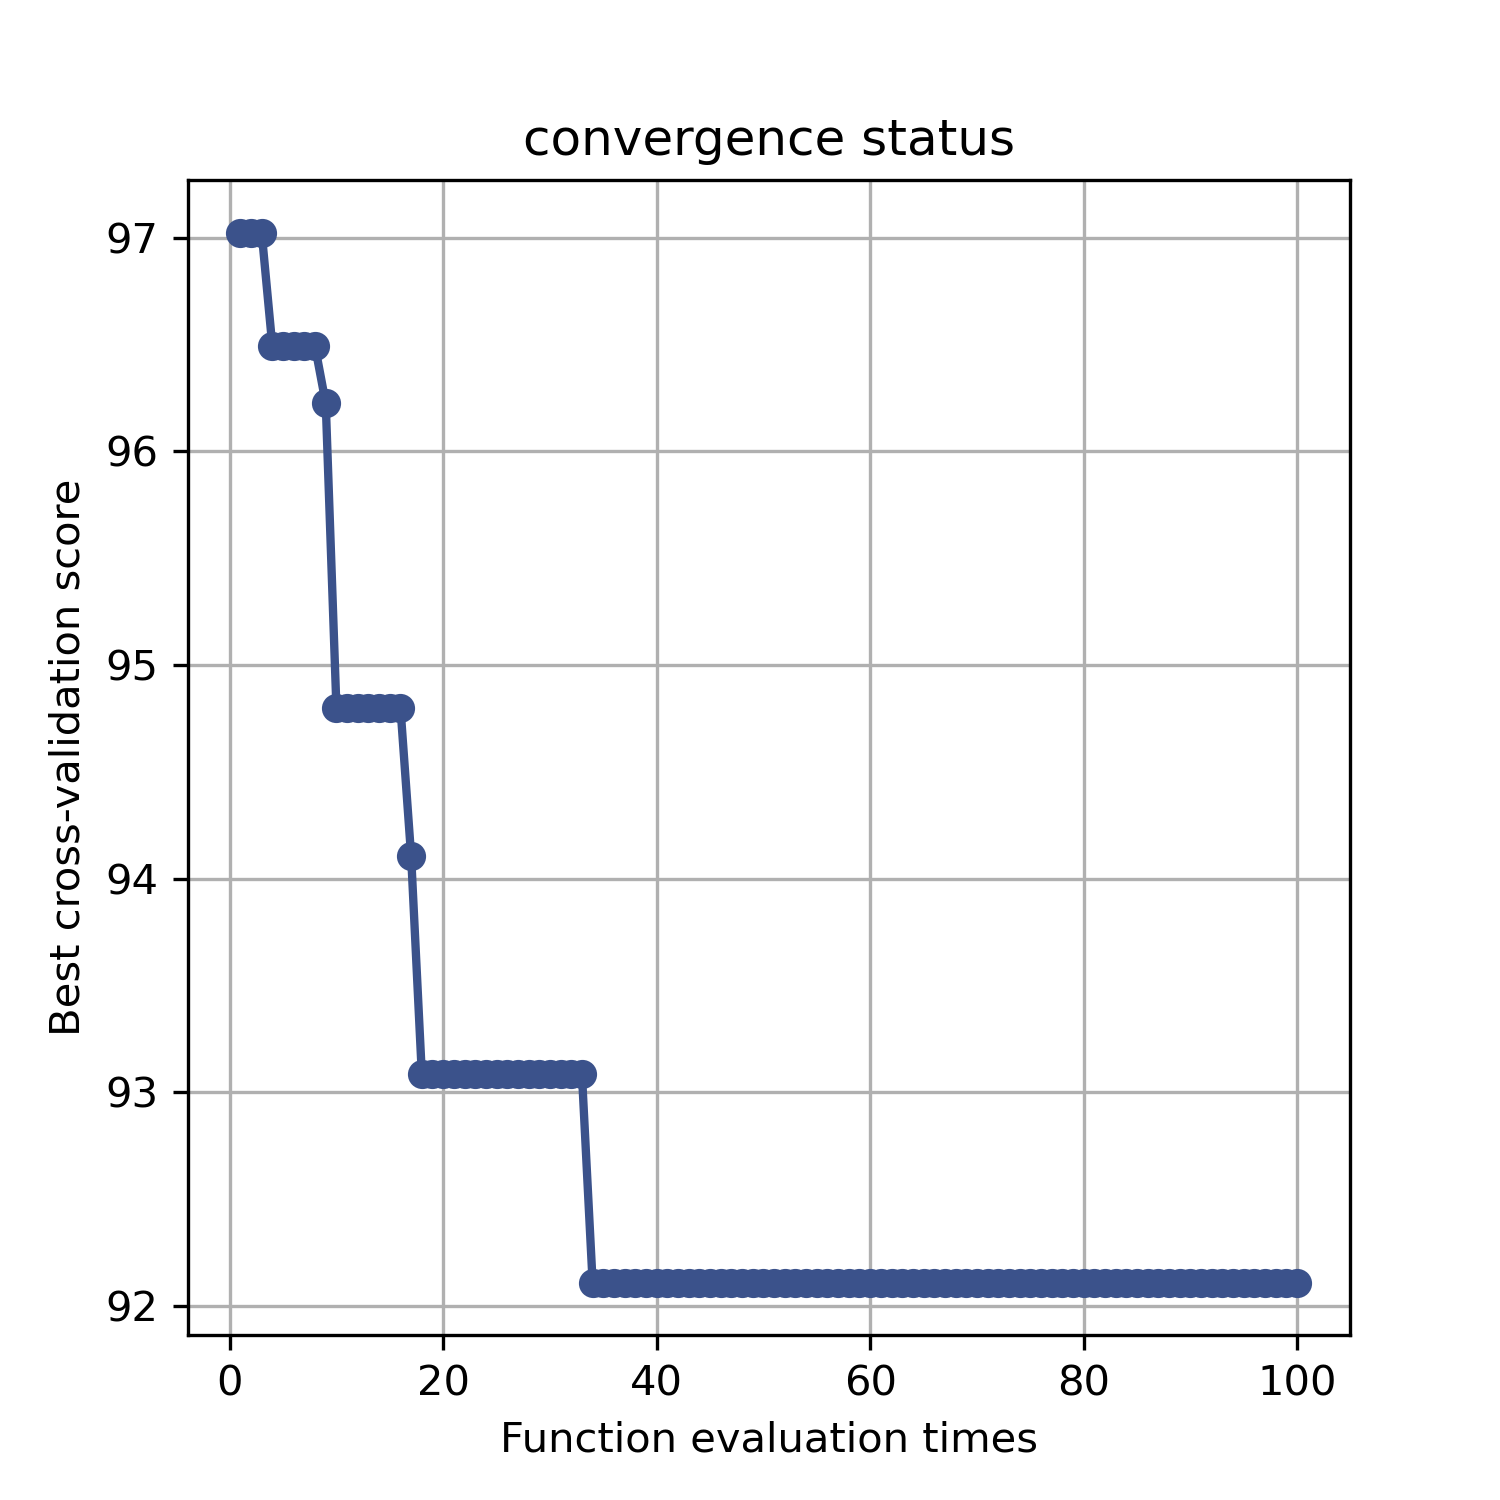 convergence status
97
96
95
94
93
92
Best cross-validation score
0 20 40 60 80 100
Function evaluation times